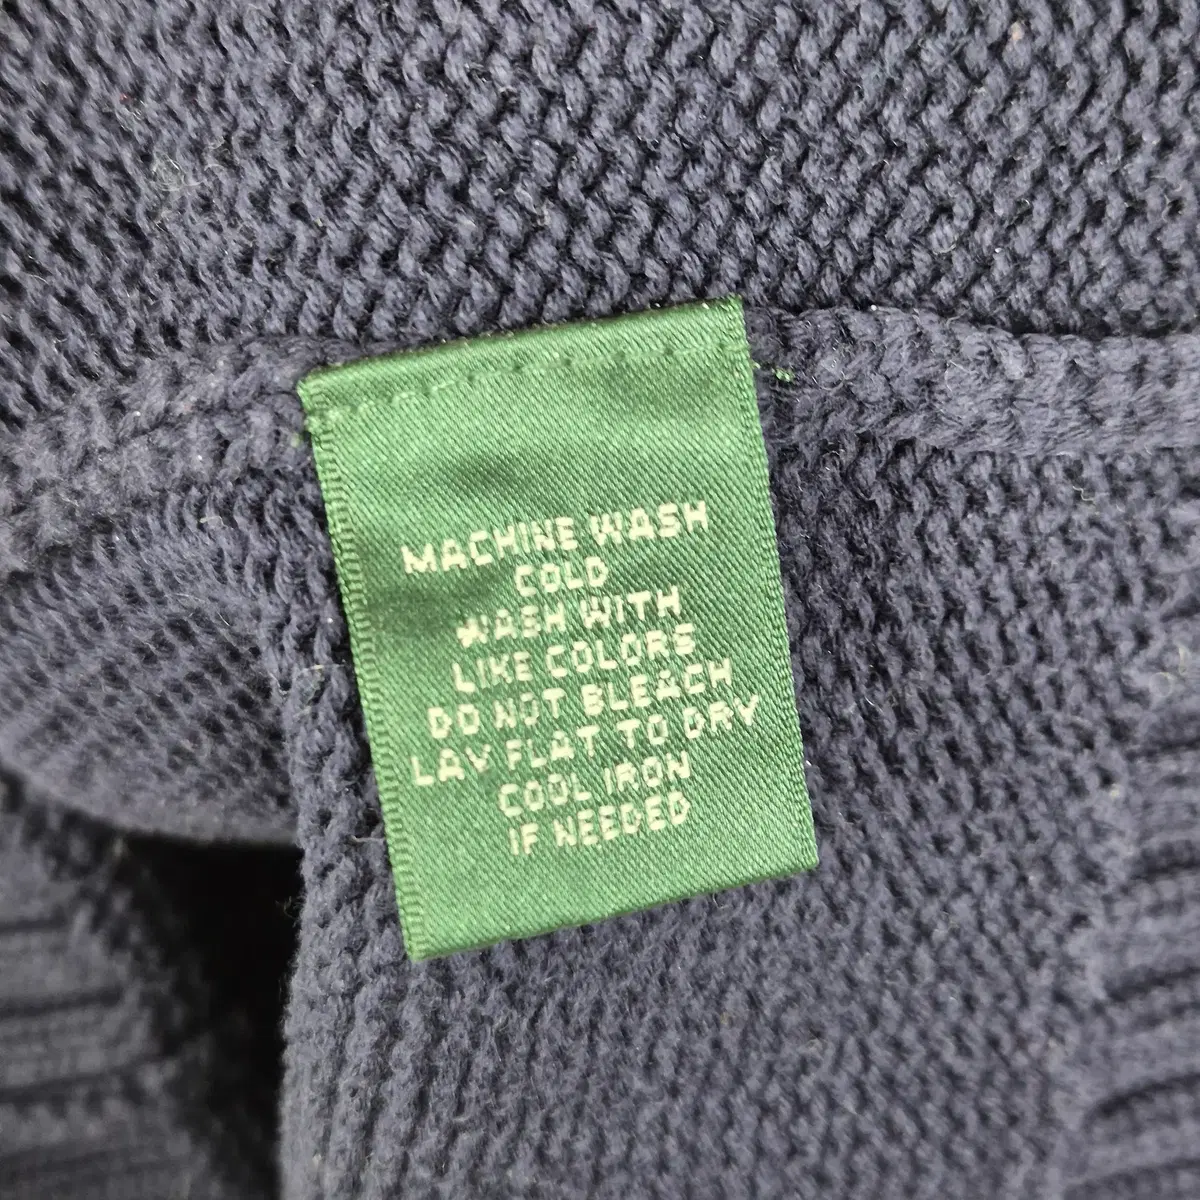 MACHINE WASH
COLD
WASH WITH
LIKE COLORS
DO NOT BLEACH
LAY FLAT TO DRY
COOL IRON
IF NEEDED